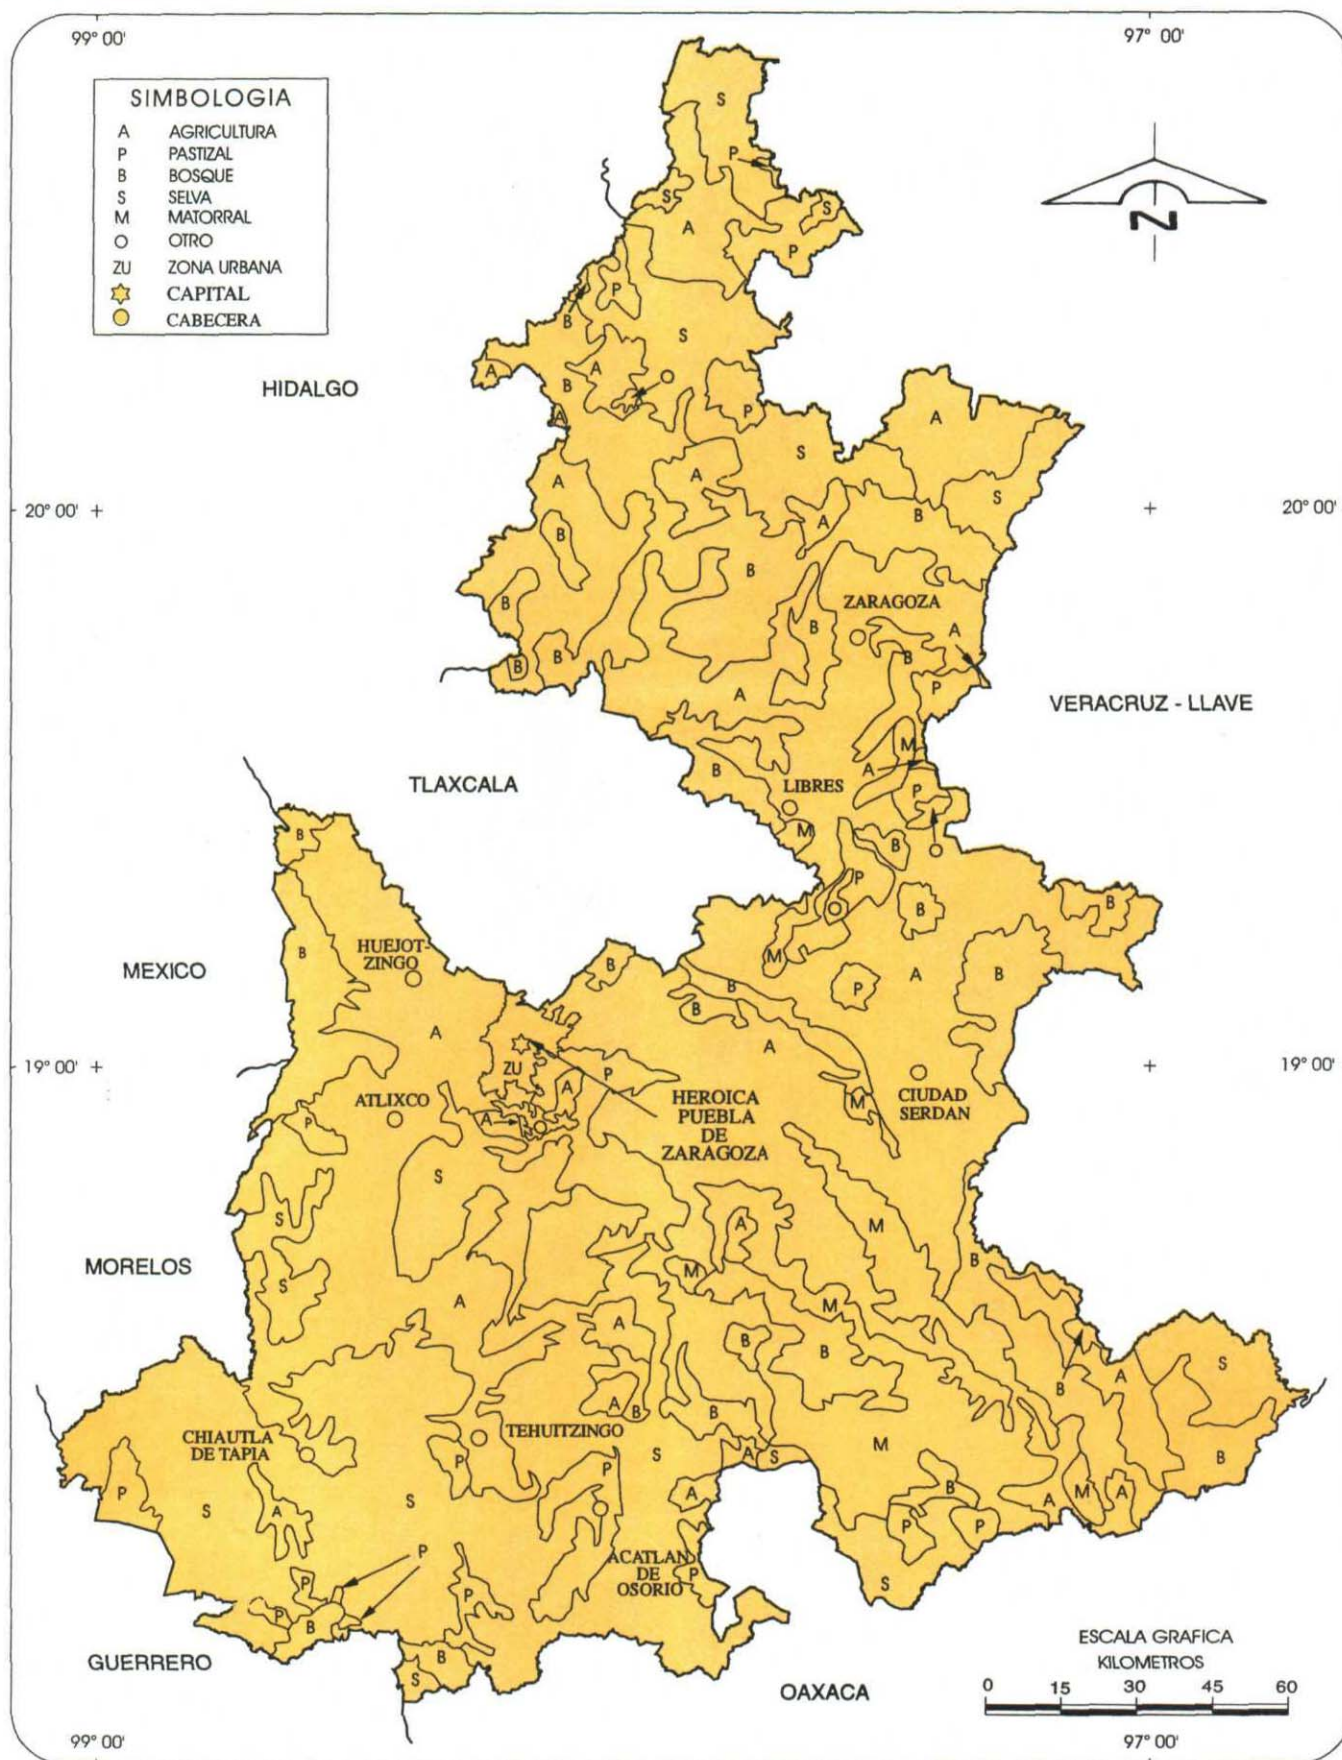 99° 00'
97° 00'
SIMBOLOGIA
A AGRICULTURA
P PASTIZAL
B BOSQUE
S SELVA
M MATORRAL
OTRO
ZU ZONA URBANA
CAPITAL
CABECERA
S
P
S
S
A
P
N
P
B
S
A
A
B
HIDALGO
P
A
A
S
A
A
S
20° 00'
A
B
20° 00'
B
B
B
ZARAGOZA
B
A
B
B
B
P
A
VERACRUZ - LLAVE
M
B
A
TLAXCALA
LIBRES
P
M
B
B
P
B
B
HUEJOT-
ZINGO
B
B
M
MEXICO
A
B
B
P
B
A
A
19° 00'
ZU
P
19° 00'
A
HEROICA
PUEBLA
DE
ZARAGOZA
CIUDAD
SERDAN
M
ATLIXCO
P
A
S
S
A
M
B
MORELOS
M
S
A
M
A
B
B
S
B
A
A
B
B
CHIAUTLA
DE TAPIA
TEHUITZINGO
M
S
A
S
P
P
B
P
S
A
S
A
B
A
M
A
P
P
P
ACATLAN
DE
OSORIO
P
S
P
P
P
B
GUERRERO
B
S
OAXACA
ESCALA GRAFICA
KILOMETROS
0 15 30 45 60
99° 00'
97° 00'